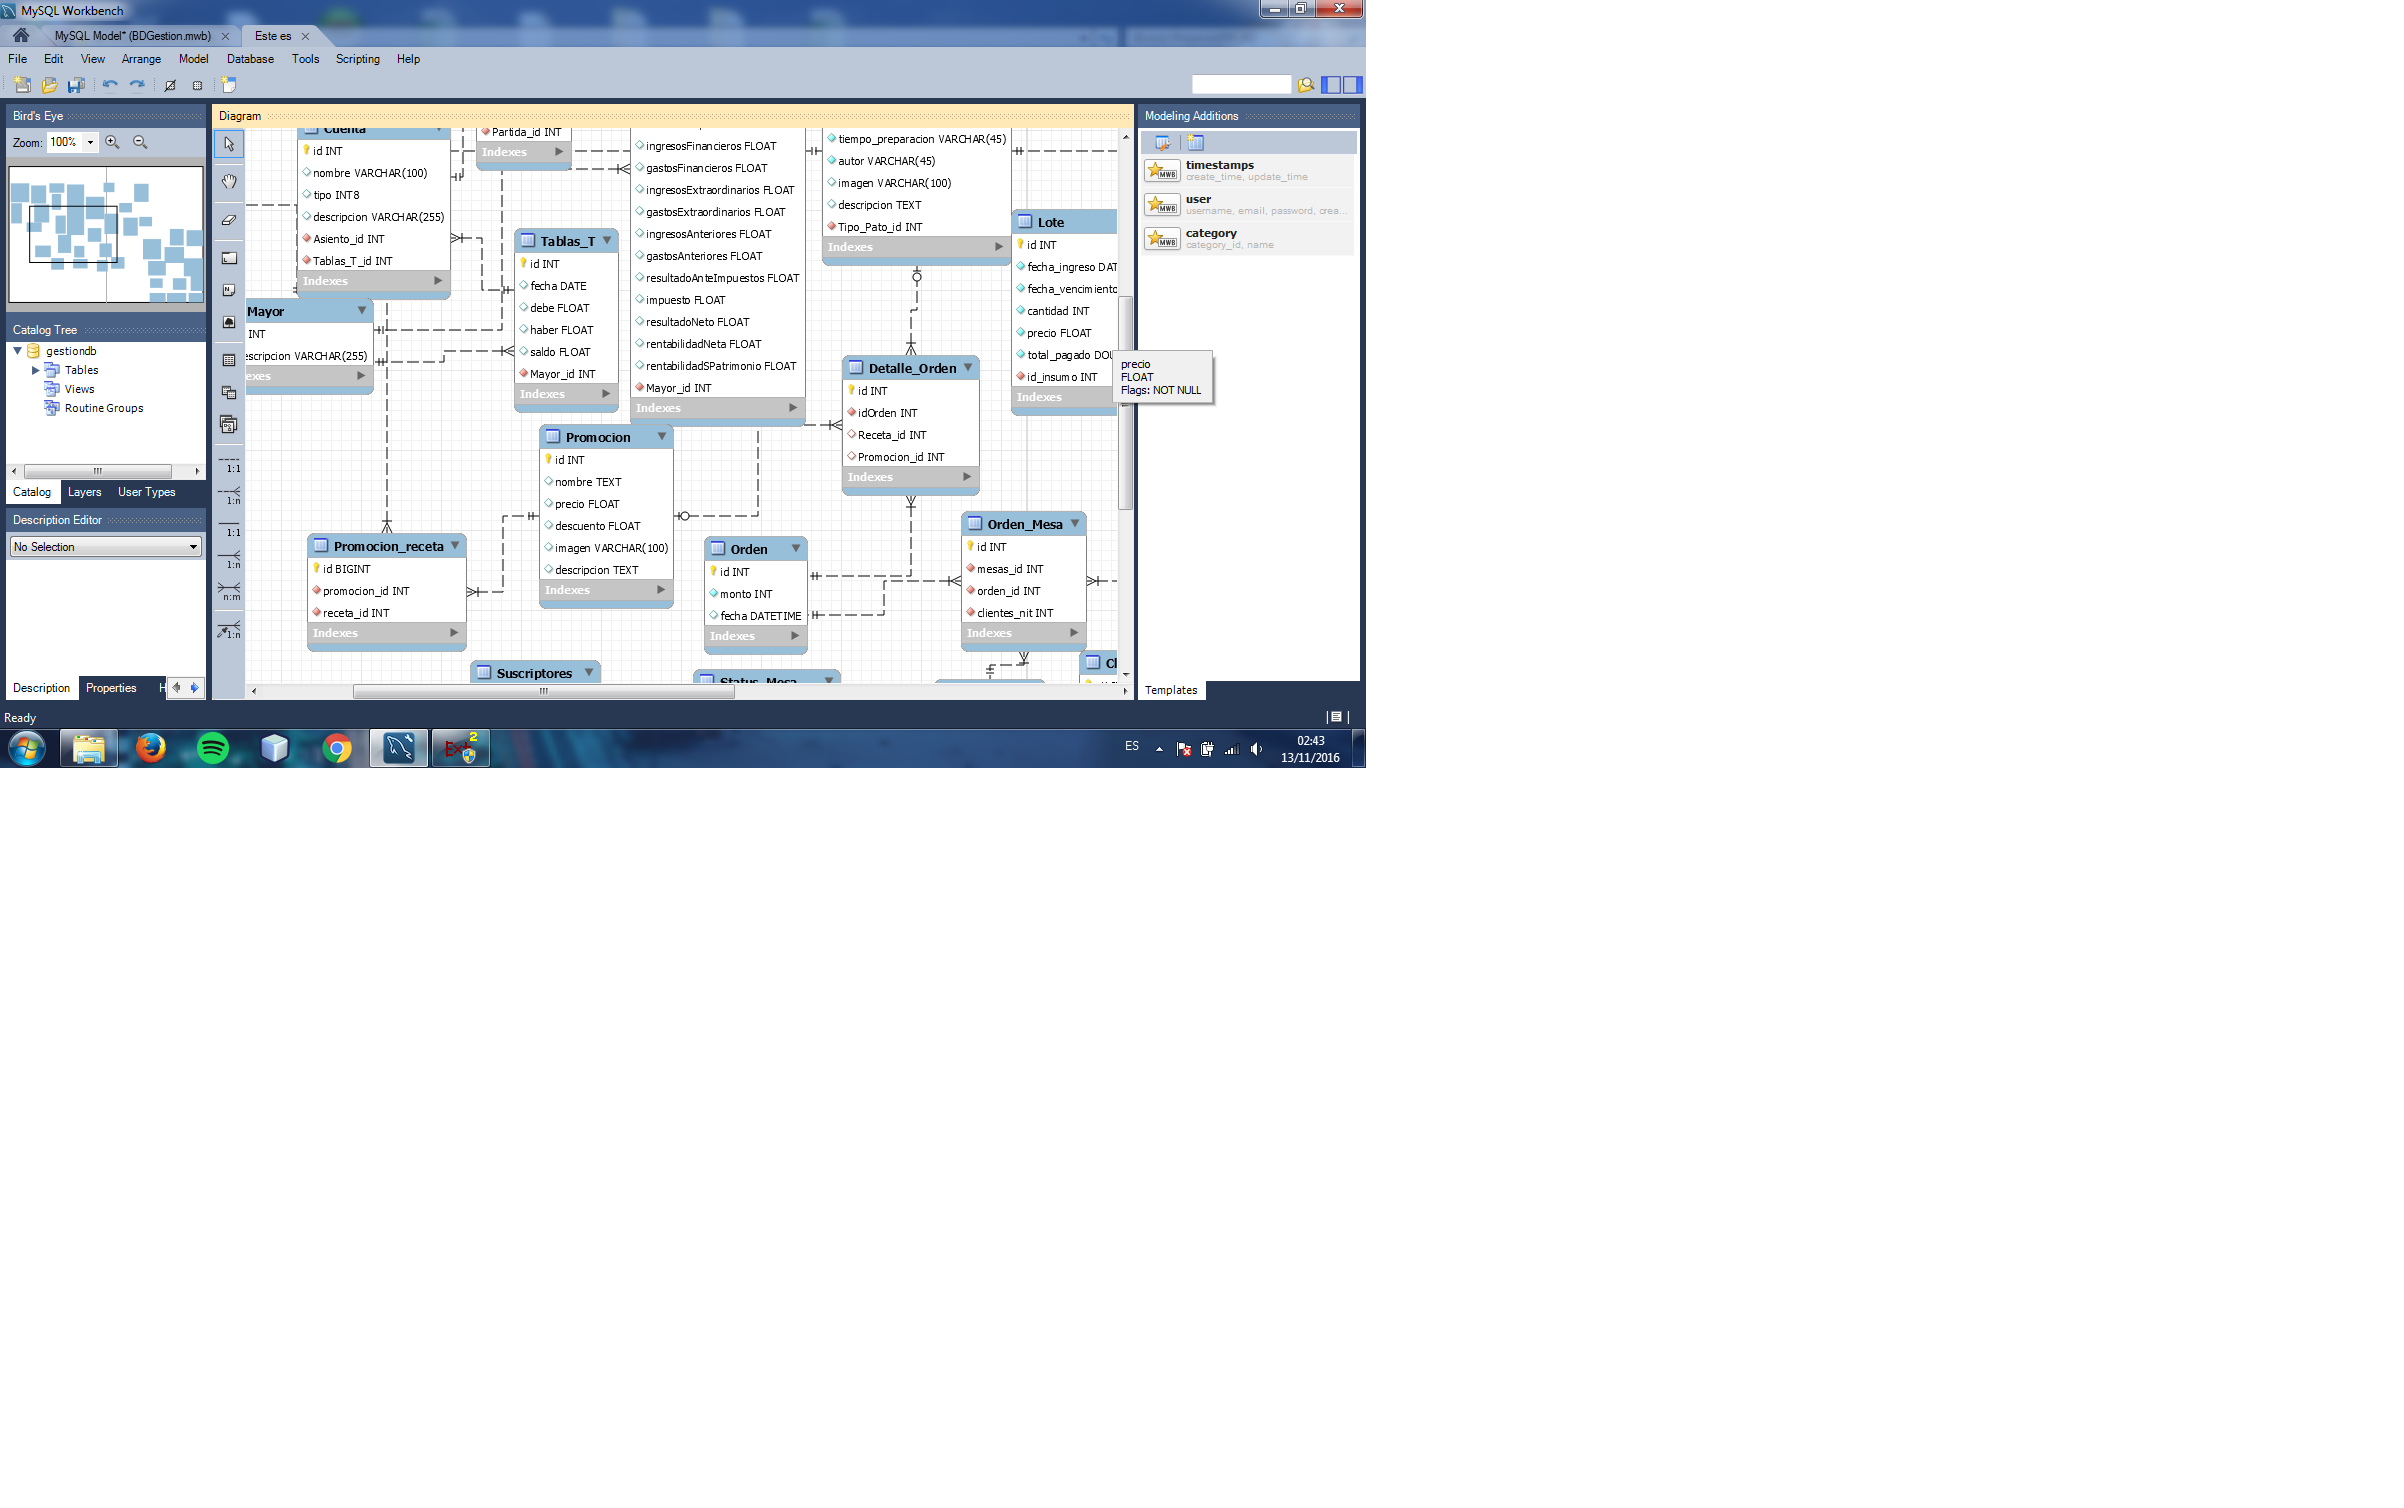 MySQL Workbench
MySQL Model* (BDGestion.mwb)
Este es
File Edit View Arrange Model Database Tools Scripting Help
Bird's Eye
Zoom: 100%
Catalog Tree
gestiondb
Tables
Views
Routine Groups
Catalog Layers User Types
Description Editor
No Selection
Description Properties H
Ready
Diagram
1:1
1:n
1:1
1:n
n:m
1:n
Cuenta
id INT
nombre VARCHAR(100)
tipo INT8
descripcion VARCHAR(255)
Asiento_id INT
Tablas_T_id INT
Indexes
Partida_id INT
Indexes
Mayor
INT
escripcion VARCHAR(255)
exes
Tablas_T
id INT
fecha DATE
debe FLOAT
haber FLOAT
saldo FLOAT
Mayor_id INT
Indexes
ingresosFinancieros FLOAT
gastosFinancieros FLOAT
ingresosExtraordinarios FLOAT
gastosExtraordinarios FLOAT
ingresosAnteriores FLOAT
gastosAnteriores FLOAT
resultadoAnteImpuestos FLOAT
impuesto FLOAT
resultadoNeto FLOAT
rentabilidadNeta FLOAT
rentabilidadSPatrimonio FLOAT
Mayor_id INT
Indexes
tiempo_preparacion VARCHAR(45)
autor VARCHAR(45)
imagen VARCHAR(100)
descripcion TEXT
Tipo_Pato_id INT
Indexes
Lote
id INT
fecha_ingreso DAT
fecha_vencimiento
cantidad INT
precio FLOAT
total_pagado DOU
id_insumo INT
Indexes
precio
FLOAT
Flags: NOT NULL
Detalle_Orden
id INT
idOrden INT
Receta_id INT
Promocion_id INT
Indexes
Promocion
id INT
nombre TEXT
precio FLOAT
descuento FLOAT
imagen VARCHAR(100)
descripcion TEXT
Indexes
Promocion_receta
id BIGINT
promocion_id INT
receta_id INT
Indexes
Orden
id INT
monto INT
fecha DATETIME
Indexes
Orden_Mesa
id INT
mesas_id INT
orden_id INT
clientes_nit INT
Indexes
Suscriptores
Status_Mesa
Cl
Modeling Additions
timestamps
create_time, update_time
user
username, email, password, crea...
category
category_id, name
Templates
ES
02:43
13/11/2016